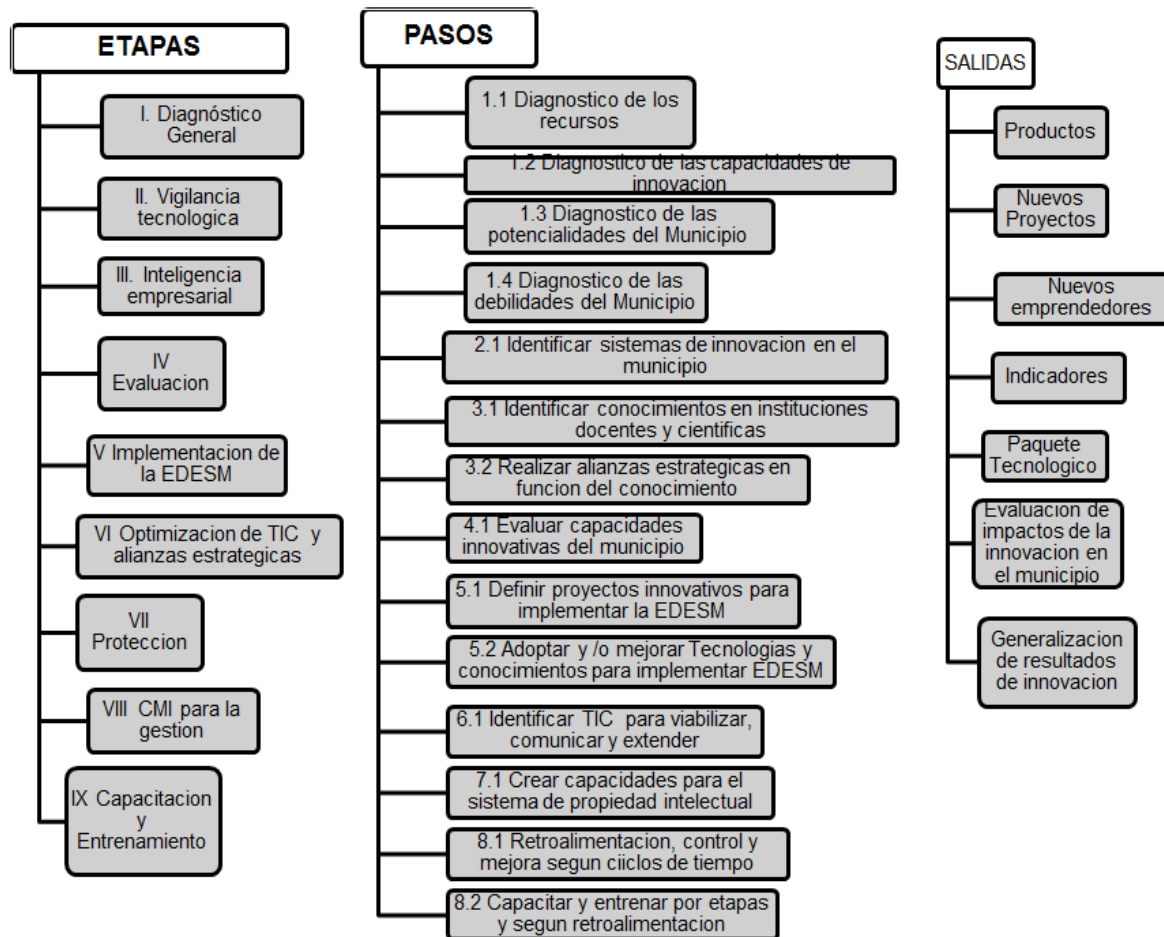 ETAPAS
I. Diagnóstico
General
II. Vigilancia
tecnologica
III. Inteligencia
empresarial
IV
Evaluacion
V Implementacion de
la EDESM
VI Optimizacion de TIC y
alianzas estrategicas
VII
Proteccion
VIII CMI para la
gestion
IX Capacitacion
y
Entrenamiento
PASOS
1.1 Diagnostico de los
recursos
1.2 Diagnostico de las capacidades de
innovacion
1.3 Diagnostico de las
potencialidades del Municipio
1.4 Diagnostico de las
debilidades del Municipio
2.1 Identificar sistemas de innovacion en el
municipio
3.1 Identificar conocimientos en instituciones
docentes y cientificas
3.2 Realizar alianzas estrategicas en
funcion del conocimiento
4.1 Evaluar capacidades
innovativas del municipio
5.1 Definir proyectos innovativos para
implementar la EDESM
5.2 Adoptar y /o mejorar Tecnologias y
conocimientos para implementar EDESM
6.1 Identificar TIC para viabilizar,
comunicar y extender
7.1 Crear capacidades para el
sistema de propiedad intelectual
8.1 Retroalimentacion, control y
mejora segun ciiclos de tiempo
8.2 Capacitar y entrenar por etapas
y segun retroalimentacion
SALIDAS
Productos
Nuevos
Proyectos
Nuevos
emprendedores
Indicadores
Paquete
Tecnologico
Evaluacion de
impactos de la
innovacion en
el municipio
Generalizacion
de resultados
de innovacion